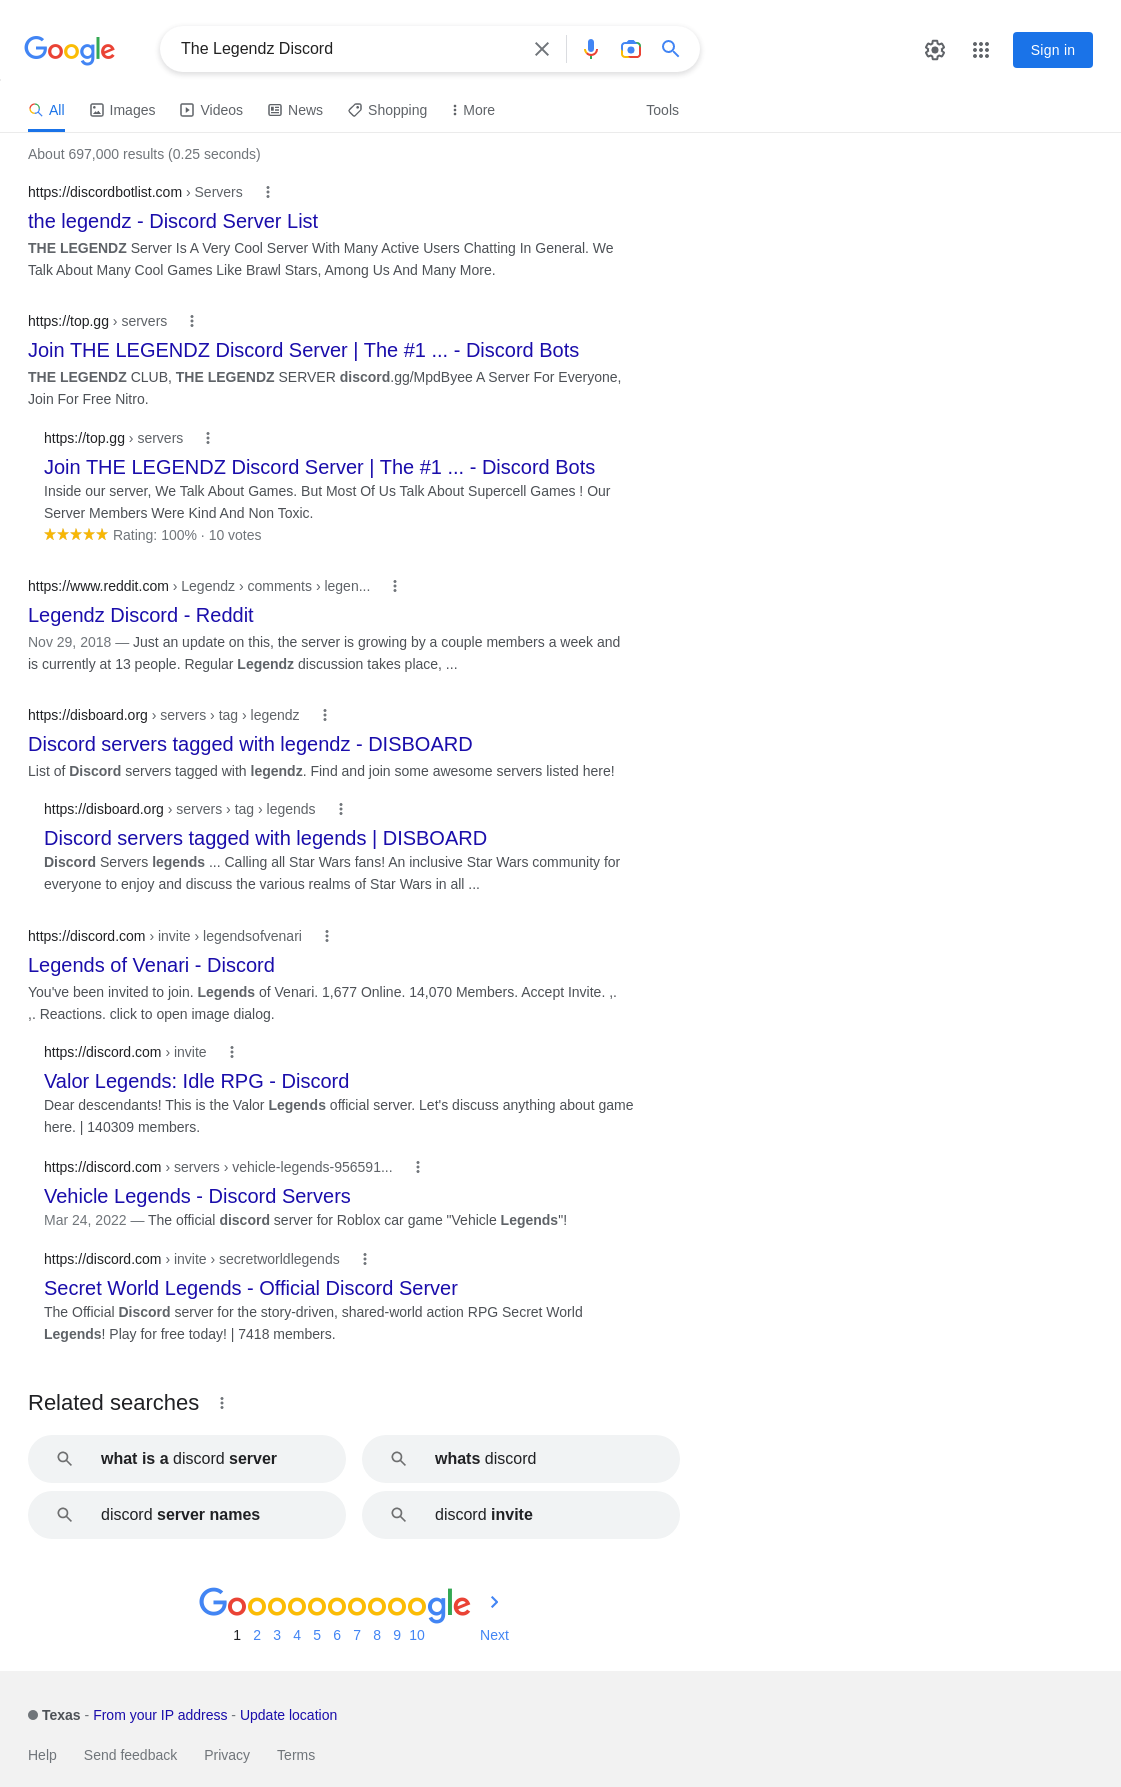 Google
The Legendz Discord
Sign in
All Images Videos News Shopping More Tools
About 697,000 results (0.25 seconds)
https://discordbotlist.com › Servers
the legendz - Discord Server List
THE LEGENDZ Server Is A Very Cool Server With Many Active Users Chatting In General. We
Talk About Many Cool Games Like Brawl Stars, Among Us And Many More.
https://top.gg › servers
Join THE LEGENDZ Discord Server | The #1 ... - Discord Bots
THE LEGENDZ CLUB, THE LEGENDZ SERVER discord.gg/MpdByee A Server For Everyone,
Join For Free Nitro.
https://top.gg › servers
Join THE LEGENDZ Discord Server | The #1 ... - Discord Bots
Inside our server, We Talk About Games. But Most Of Us Talk About Supercell Games ! Our
Server Members Were Kind And Non Toxic.
Rating: 100% · 10 votes
https://www.reddit.com › Legendz › comments › legen...
Legendz Discord - Reddit
Nov 29, 2018 — Just an update on this, the server is growing by a couple members a week and
is currently at 13 people. Regular Legendz discussion takes place, ...
https://disboard.org › servers › tag › legendz
Discord servers tagged with legendz - DISBOARD
List of Discord servers tagged with legendz. Find and join some awesome servers listed here!
https://disboard.org › servers › tag › legends
Discord servers tagged with legends | DISBOARD
Discord Servers legends ... Calling all Star Wars fans! An inclusive Star Wars community for
everyone to enjoy and discuss the various realms of Star Wars in all ...
https://discord.com › invite › legendsofvenari
Legends of Venari - Discord
You've been invited to join. Legends of Venari. 1,677 Online. 14,070 Members. Accept Invite. ,.
,. Reactions. click to open image dialog.
https://discord.com › invite
Valor Legends: Idle RPG - Discord
Dear descendants! This is the Valor Legends official server. Let's discuss anything about game
here. | 140309 members.
https://discord.com › servers › vehicle-legends-956591...
Vehicle Legends - Discord Servers
Mar 24, 2022 — The official discord server for Roblox car game "Vehicle Legends"!
https://discord.com › invite › secretworldlegends
Secret World Legends - Official Discord Server
The Official Discord server for the story-driven, shared-world action RPG Secret World
Legends! Play for free today! | 7418 members.
Related searches
what is a discord server
whats discord
discord server names
discord invite
Goooooooooogle
1 2 3 4 5 6 7 8 9 10 Next
Texas - From your IP address - Update location
Help Send feedback Privacy Terms